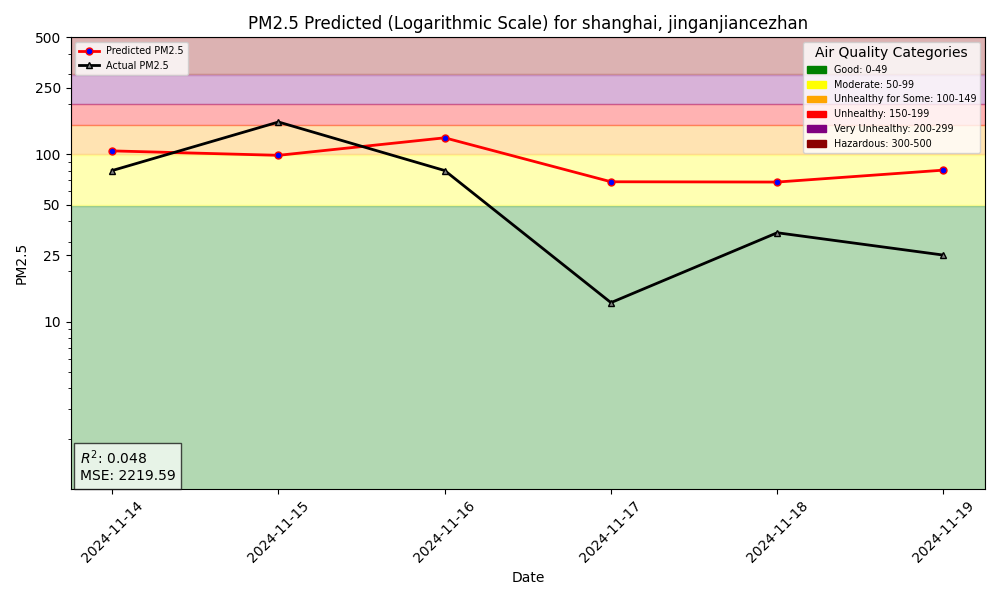 PM2.5 Predicted (Logarithmic Scale) for shanghai, jinganjiancezhan
Predicted PM2.5
Actual PM2.5
Air Quality Categories
Good: 0-49
Moderate: 50-99
Unhealthy for Some: 100-149
Unhealthy: 150-199
Very Unhealthy: 200-299
Hazardous: 300-500
500
250
100
50
25
10
PM2.5
R²: 0.048
MSE: 2219.59
2024-11-14
2024-11-15
2024-11-16
2024-11-17
2024-11-18
2024-11-19
Date